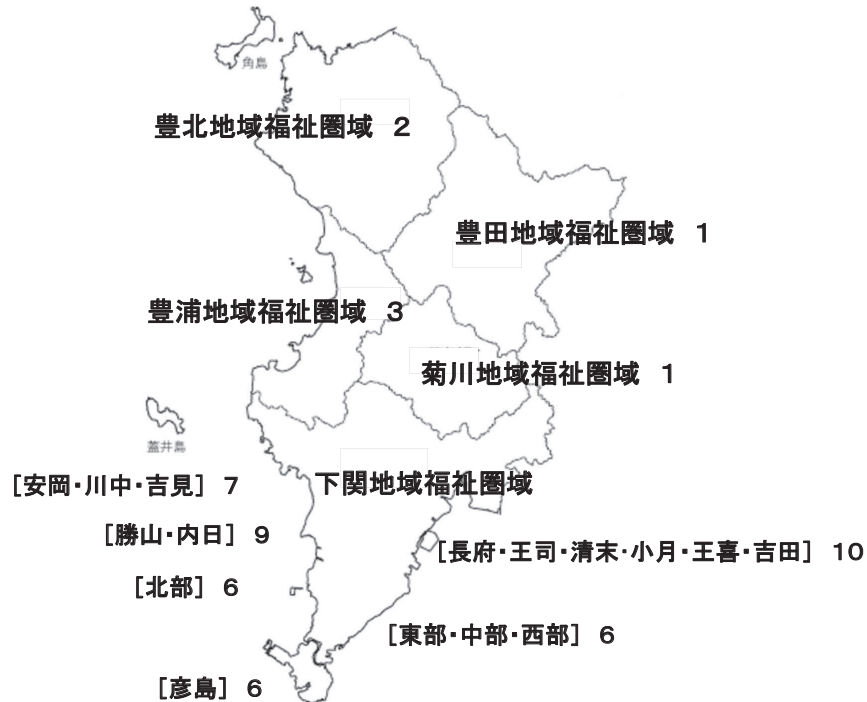 角島
豊北地域福祉圏域 2
豊田地域福祉圏域 1
豊浦地域福祉圏域 3
菊川地域福祉圏域 1
蓋井島
[安岡・川中・吉見] 7
下関地域福祉圏域
[勝山・内日] 9
[長府・王司・清末・小月・王喜・吉田] 10
[北部] 6
[東部・中部・西部] 6
[彦島] 6